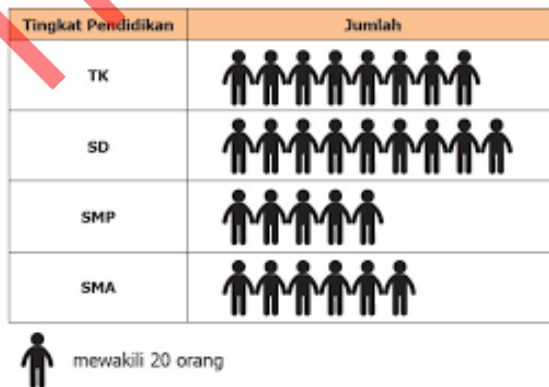 Tingkat Pendidikan Jumlah
TK
SD
SMP
SMA
mewakili 20 orang